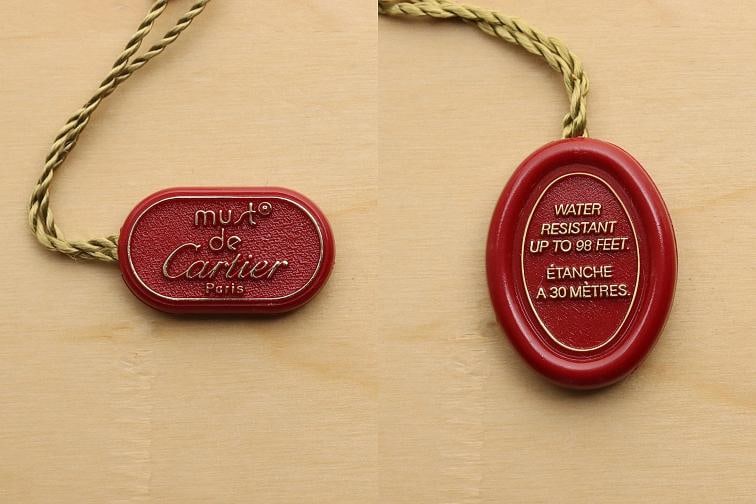 must®
de
Cartier
Paris
WATER
RESISTANT
UP TO 98 FEET.
ÉTANCHE
A 30 MÈTRES.